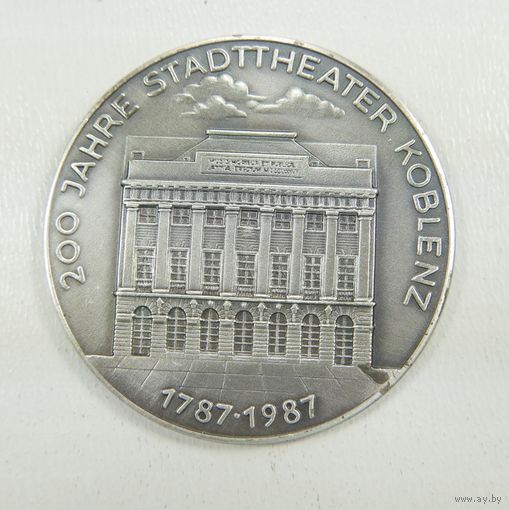 200 JAHRE STADTTHEATER KOBLENZ
1787·1987
www.ay.by